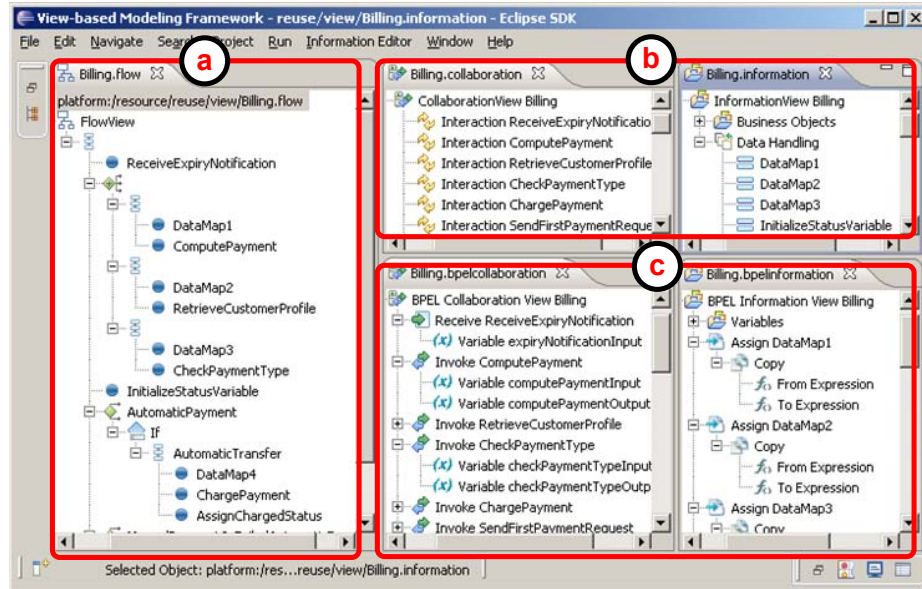 View-based Modeling Framework - reuse/view/Billing.information - Eclipse SDK
File Edit Navigate Search Project Run Information Editor Window Help
a
Billing.flow
platform:/resource/reuse/view/Billing.flow
FlowView
ReceiveExpiryNotification
DataMap1
ComputePayment
DataMap2
RetrieveCustomerProfile
DataMap3
CheckPaymentType
InitializeStatusVariable
AutomaticPayment
If
AutomaticTransfer
DataMap4
ChargePayment
AssignChargedStatus
b
Billing.collaboration
CollaborationView Billing
Interaction ReceiveExpiryNotificatio
Interaction ComputePayment
Interaction RetrieveCustomerProfile
Interaction CheckPaymentType
Interaction ChargePayment
Interaction SendFirstPaymentReque
Billing.information
InformationView Billing
Business Objects
Data Handling
DataMap1
DataMap2
DataMap3
InitializeStatusVariable
c
Billing.bpelcollaboration
BPEL Collaboration View Billing
Receive ReceiveExpiryNotification
(x) Variable expiryNotificationInput
Invoke ComputePayment
(x) Variable computePaymentInput
(x) Variable computePaymentOutput
Invoke RetrieveCustomerProfile
Invoke CheckPaymentType
(x) Variable checkPaymentTypeInput
(x) Variable checkPaymentTypeOutp
Invoke ChargePayment
Invoke SendFirstPaymentRequest
Billing.bpelinformation
BPEL Information View Billing
Variables
Assign DataMap1
Copy
From Expression
To Expression
Assign DataMap2
Copy
From Expression
To Expression
Assign DataMap3
Copy
Selected Object: platform:/res...reuse/view/Billing.information